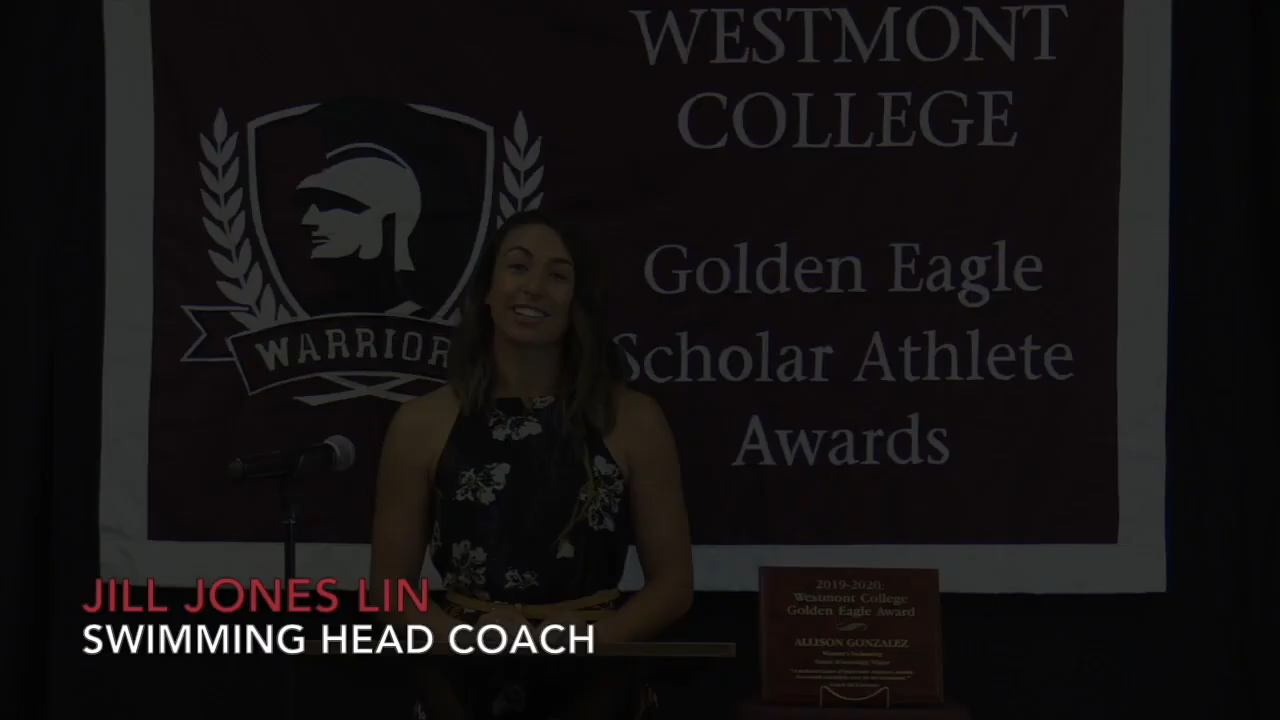 WESTMONT
COLLEGE
Golden Eagle
Scholar Athlete
Awards
WARRIOR
JILL JONES LIN
SWIMMING HEAD COACH
2019-2020:
Westmont College
Golden Eagle Award
ALLISON GONZALEZ